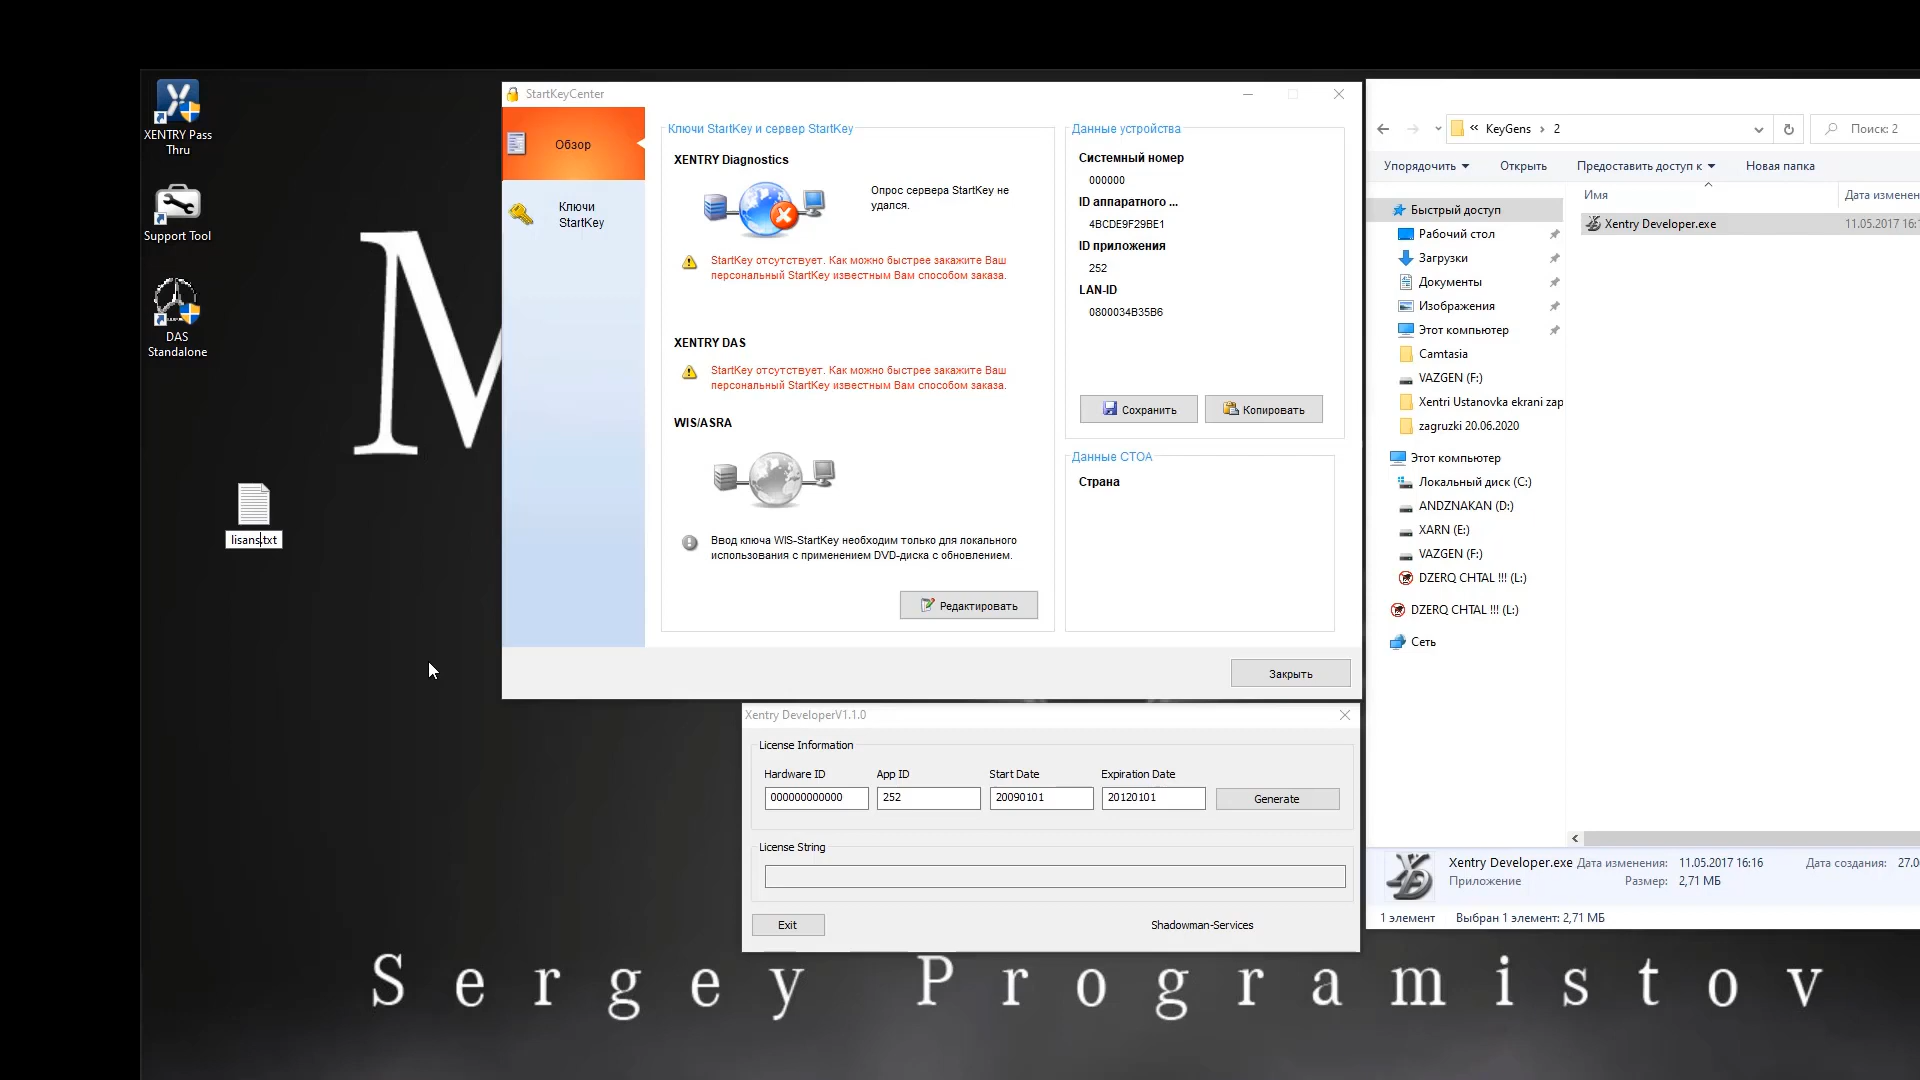 XENTRY Pass
Thru
Support Tool
DAS
Standalone
lisans.txt
M
StartKeyCenter
Обзор
Ключи
StartKey
Ключи StartKey и сервер StartKey
XENTRY Diagnostics
Опрос сервера StartKey не
удался.
StartKey отсутствует. Как можно быстрее закажите Ваш
персональный StartKey известным Вам способом заказа.
XENTRY DAS
StartKey отсутствует. Как можно быстрее закажите Ваш
персональный StartKey известным Вам способом заказа.
WIS/ASRA
Ввод ключа WIS-StartKey необходим только для локального
использования с применением DVD-диска с обновлением.
Редактировать
Данные устройства
Системный номер
000000
ID аппаратного ...
4BCDE9F29BE1
ID приложения
252
LAN-ID
0800034B35B6
Сохранить
Копировать
Данные СТОА
Страна
Закрыть
Xentry DeveloperV1.1.0
License Information
Hardware ID App ID Start Date Expiration Date
000000000000 252 20090101 20120101 Generate
License String
Exit
Shadowman-Services
« KeyGens › 2
Поиск: 2
Упорядочить Открыть Предоставить доступ к Новая папка
Имя Дата изменен
Xentry Developer.exe 11.05.2017 16:
Быстрый доступ
Рабочий стол
Загрузки
Документы
Изображения
Этот компьютер
Camtasia
VAZGEN (F:)
Xentri Ustanovka ekrani zap
zagruzki 20.06.2020
Этот компьютер
Локальный диск (C:)
ANDZNAKAN (D:)
XARN (E:)
VAZGEN (F:)
DZERQ CHTAL !!! (L:)
DZERQ CHTAL !!! (L:)
Сеть
Xentry Developer.exe Дата изменения: 11.05.2017 16:16 Дата создания: 27.0
Приложение Размер: 2,71 МБ
1 элемент Выбран 1 элемент: 2,71 МБ
Sergey Programistov